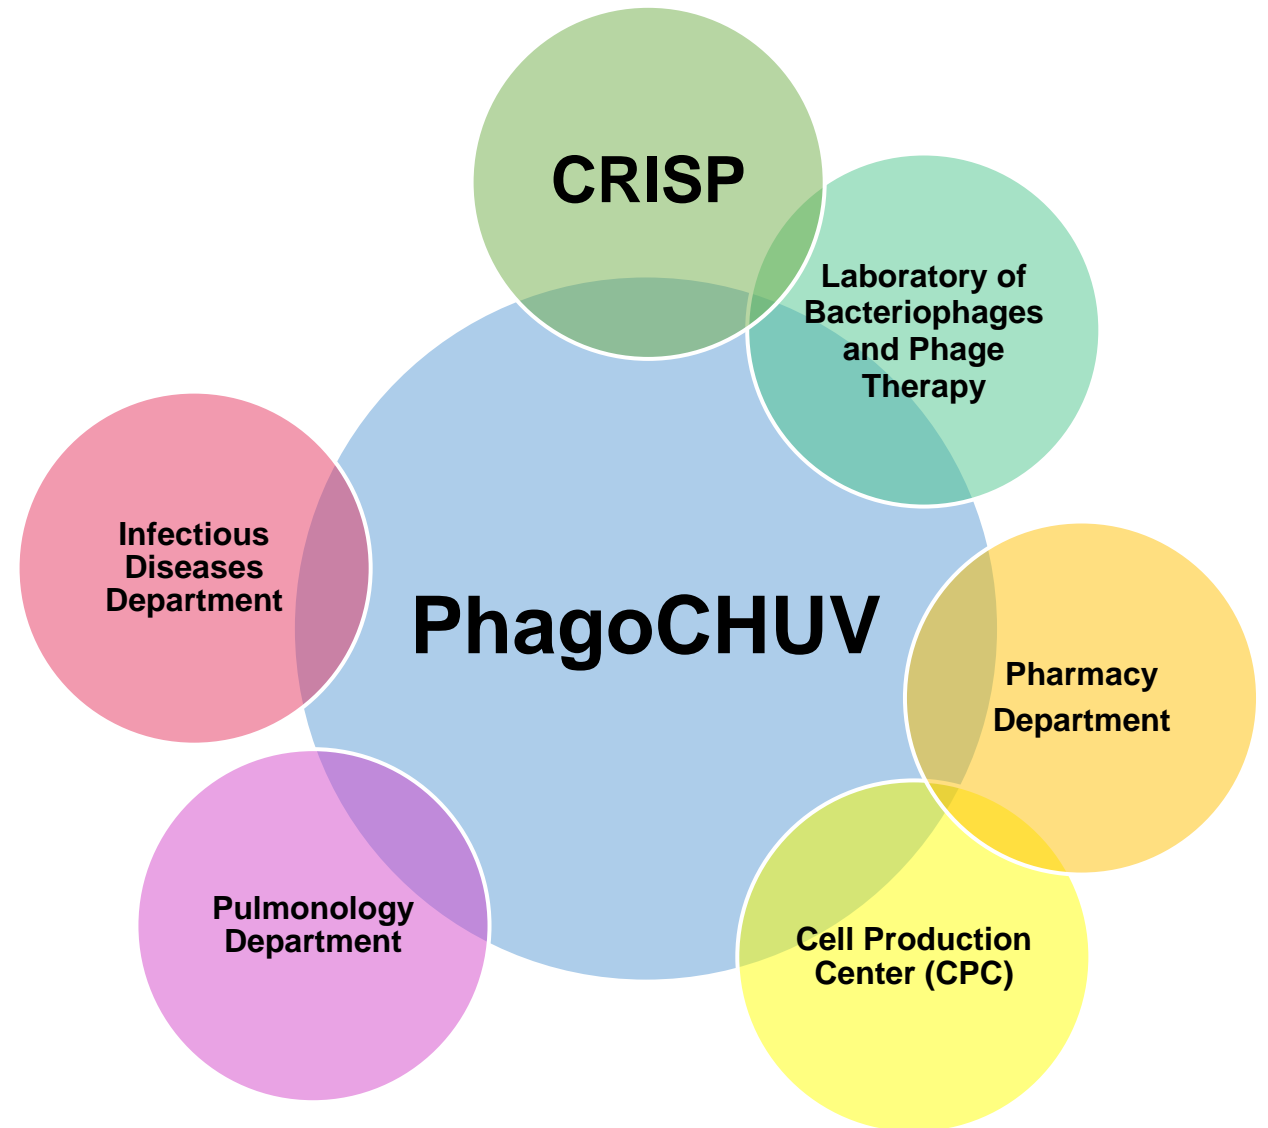 CRISP
Laboratory of
Bacteriophages
and Phage
Therapy
Infectious
Diseases
Department
PhagoCHUV
Pharmacy
Department
Pulmonology
Department
Cell Production
Center (CPC)